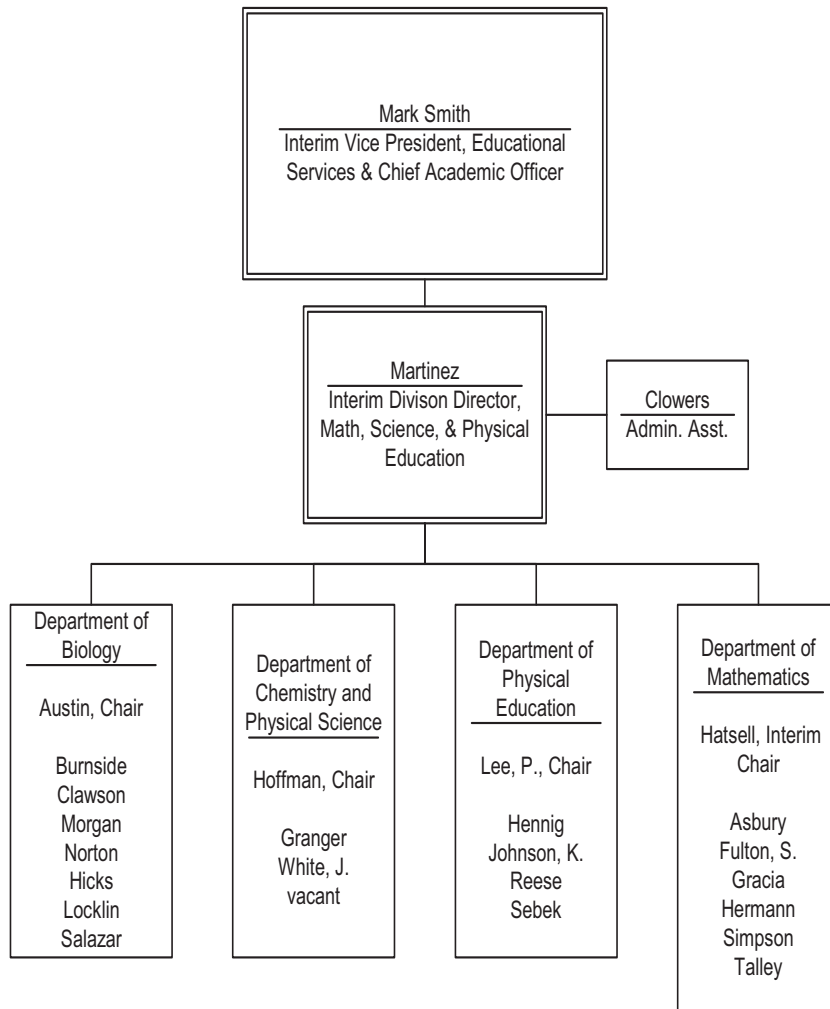 Mark Smith
Interim Vice President, Educational
Services & Chief Academic Officer
Martinez
Interim Divison Director,
Math, Science, & Physical
Education
Clowers
Admin. Asst.
Department of
Biology
Austin, Chair
Burnside
Clawson
Morgan
Norton
Hicks
Locklin
Salazar
Department of
Chemistry and
Physical Science
Hoffman, Chair
Granger
White, J.
vacant
Department of
Physical
Education
Lee, P., Chair
Hennig
Johnson, K.
Reese
Sebek
Department of
Mathematics
Hatsell, Interim
Chair
Asbury
Fulton, S.
Gracia
Hermann
Simpson
Talley